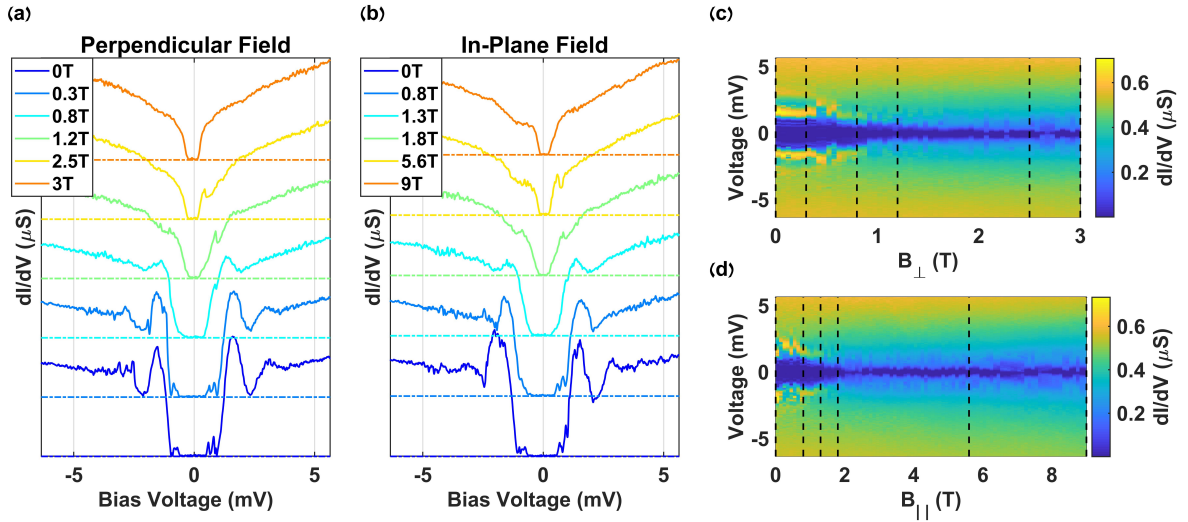 (a)
Perpendicular Field
0T
0.3T
0.8T
1.2T
2.5T
3T
dI/dV (μS)
-5
0
5
Bias Voltage (mV)
(b)
In-Plane Field
0T
0.8T
1.3T
1.8T
5.6T
9T
dI/dV (μS)
-5
0
5
Bias Voltage (mV)
(c)
5
0
-5
Voltage (mV)
0
1
2
3
B⊥ (T)
0.6
0.4
0.2
dI/dV (μS)
(d)
5
0
-5
Voltage (mV)
0
2
4
6
8
B|| (T)
0.6
0.4
0.2
dI/dV (μS)